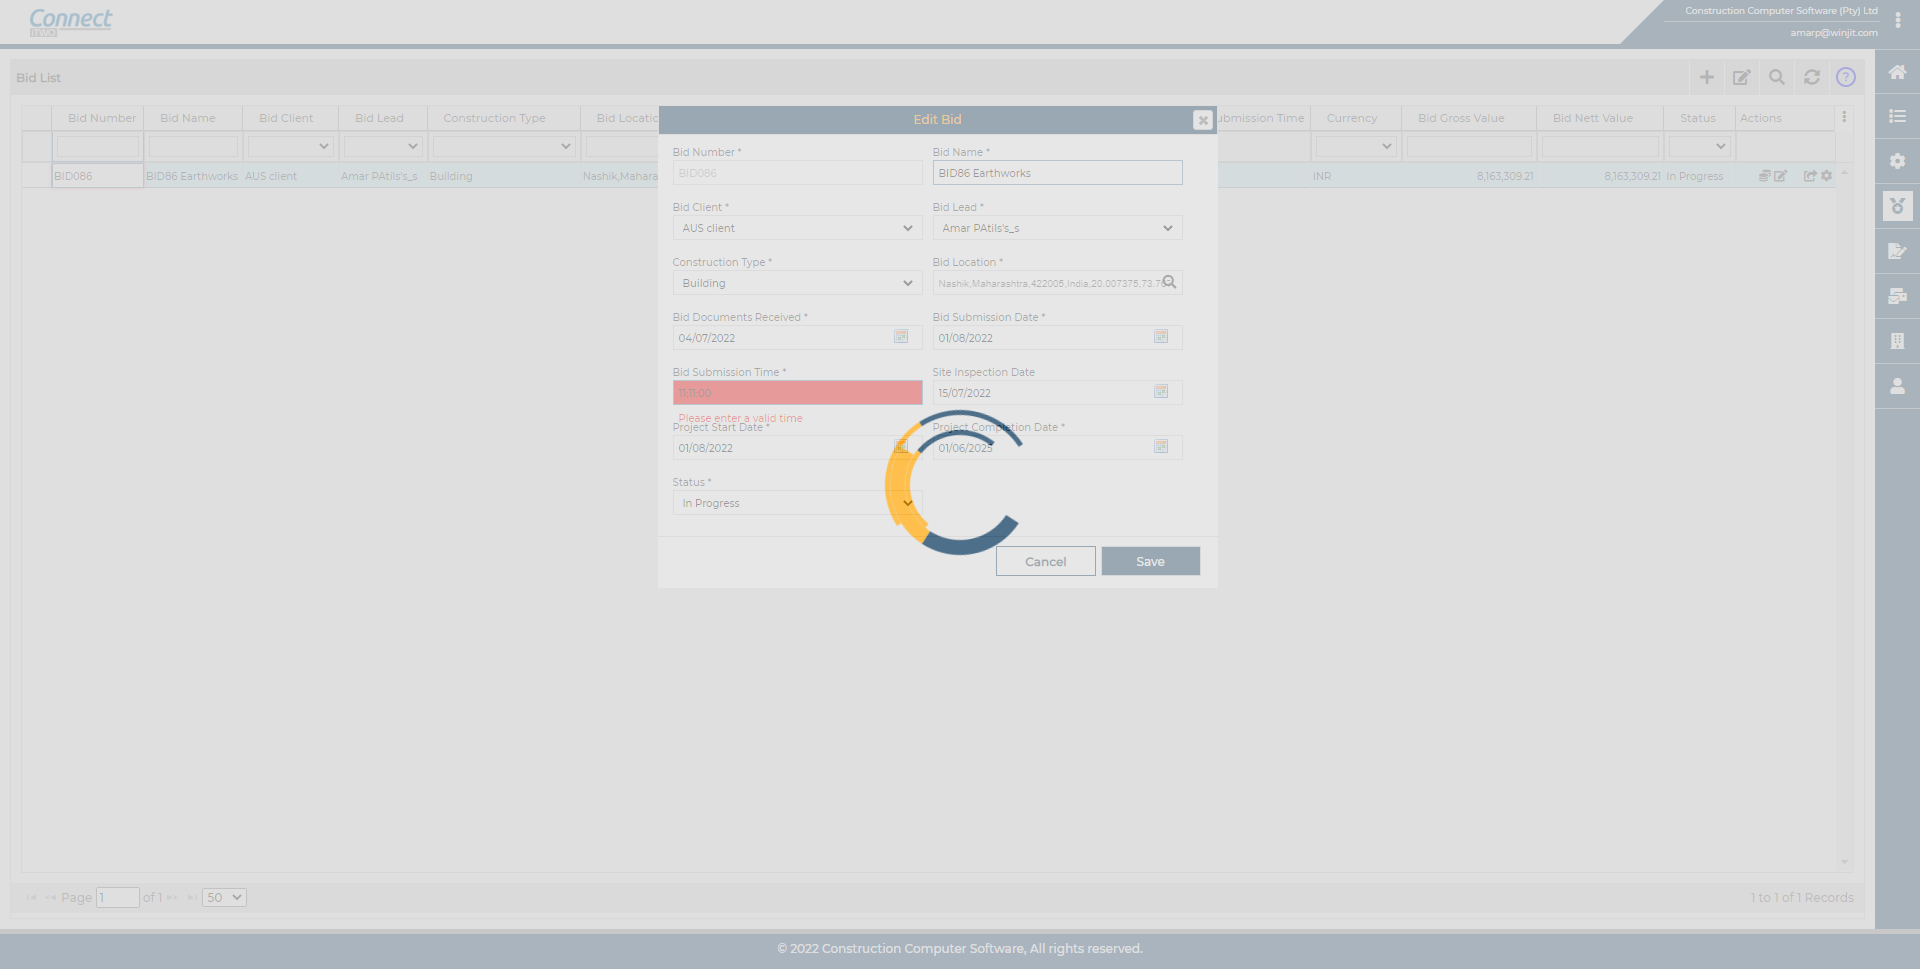 Connect
iTWO
Construction Computer Software (Pty) Ltd
amarp@winjit.com
Bid List
?
Bid Number Bid Name Bid Client Bid Lead Construction Type Bid Locatio ubmission Time Currency Bid Gross Value Bid Nett Value Status Actions
BID086 BID86 Earthworks AUS client Amar PAtils's_s Building Nashik,Mahara INR 8,163,309.21 8,163,309.21 In Progress
Edit Bid
Bid Number * Bid Name *
BID086 BID86 Earthworks
Bid Client * Bid Lead *
AUS client Amar PAtils's_s
Construction Type * Bid Location *
Building Nashik,Maharashtra,422005,India,20.007375,73.76
Bid Documents Received * Bid Submission Date *
04/07/2022 01/08/2022
Bid Submission Time * Site Inspection Date
11:11:00 15/07/2022
Please enter a valid time
Project Start Date * Project Completion Date *
01/08/2022 01/06/2025
Status *
In Progress
Cancel Save
Page 1 of 1 50 1 to 1 of 1 Records
© 2022 Construction Computer Software, All rights reserved.